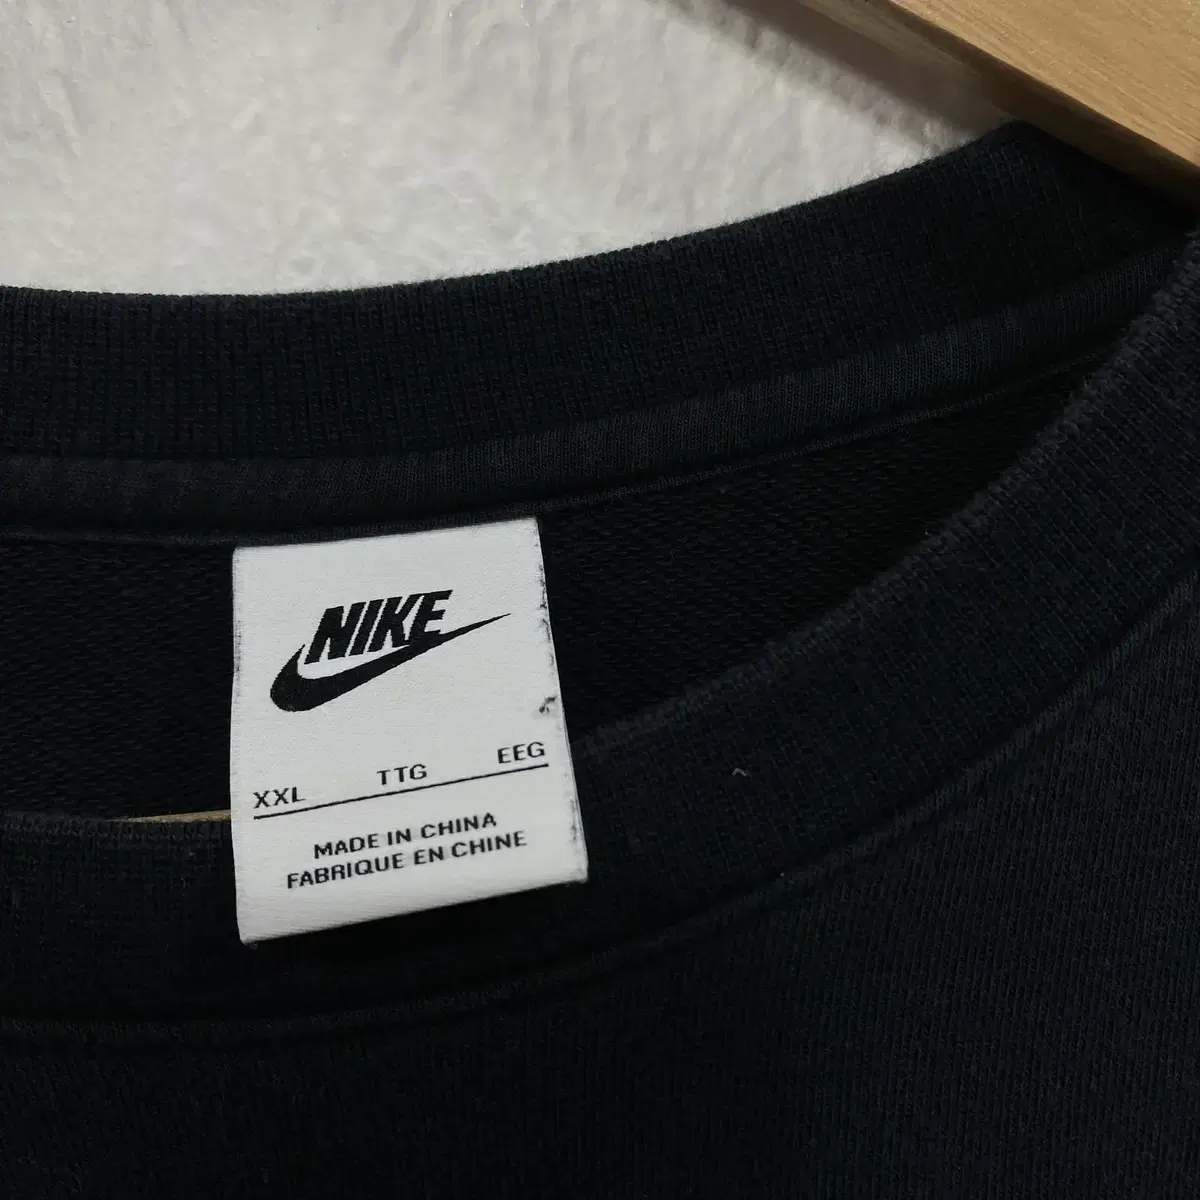 NIKE
XXL TTG EEG
MADE IN CHINA
FABRIQUE EN CHINE